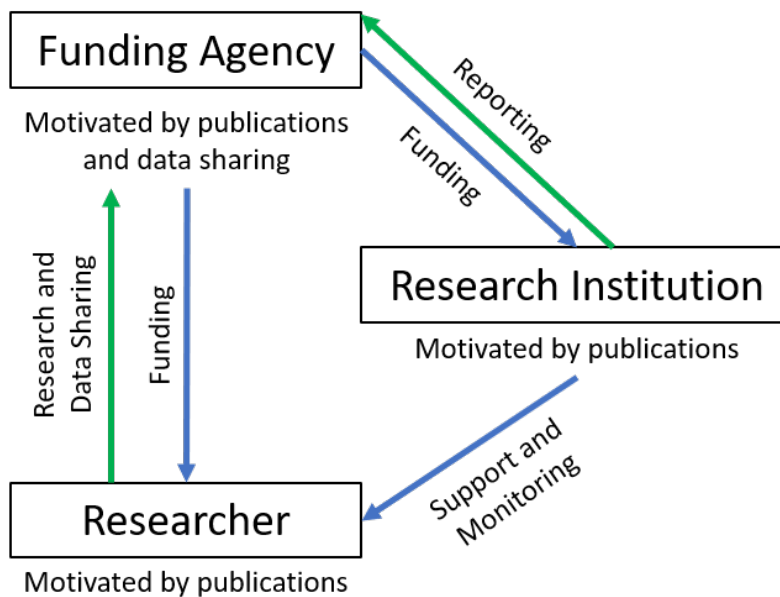 Funding Agency
Motivated by publications
and data sharing
Reporting
Funding
Research Institution
Motivated by publications
Research and
Data Sharing
Funding
Support and
Monitoring
Researcher
Motivated by publications